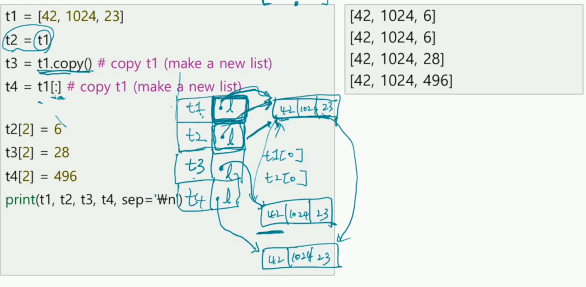 t1 = [42, 1024, 23]
t2 = t1
t3 = t1.copy() # copy t1 (make a new list)
t4 = t1[:] # copy t1 (make a new list)
t2[2] = 6
t3[2] = 28
t4[2] = 496
print(t1, t2, t3, t4, sep='₩n')
[42, 1024, 6]
[42, 1024, 6]
[42, 1024, 28]
[42, 1024, 496]
t1
42 1024 23
t2
t1[0]
t3
t2[0]
t4
42 1024 23
42 1024 23